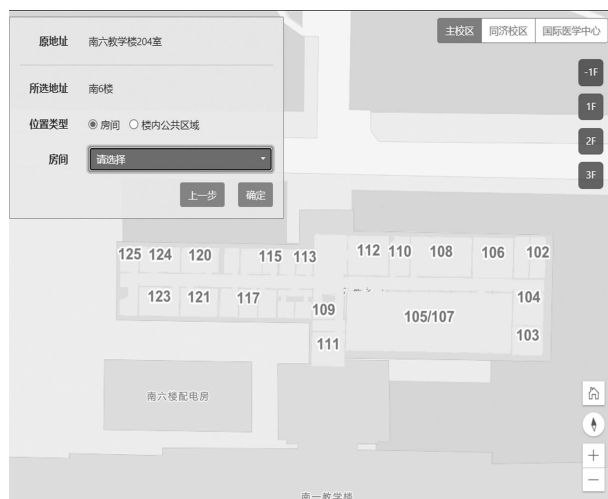 原地址 南六教学楼204室
主校区 同济校区 国际医学中心
所选地址 南6楼
位置类型 房间 楼内公共区域
房间 请选择
上一步 确定
-1F
1F
2F
3F
125 124 120 115 113 112 110 108 106 102
123 121 117 109 105/107 104
111 103
南六楼配电房
南一教学楼